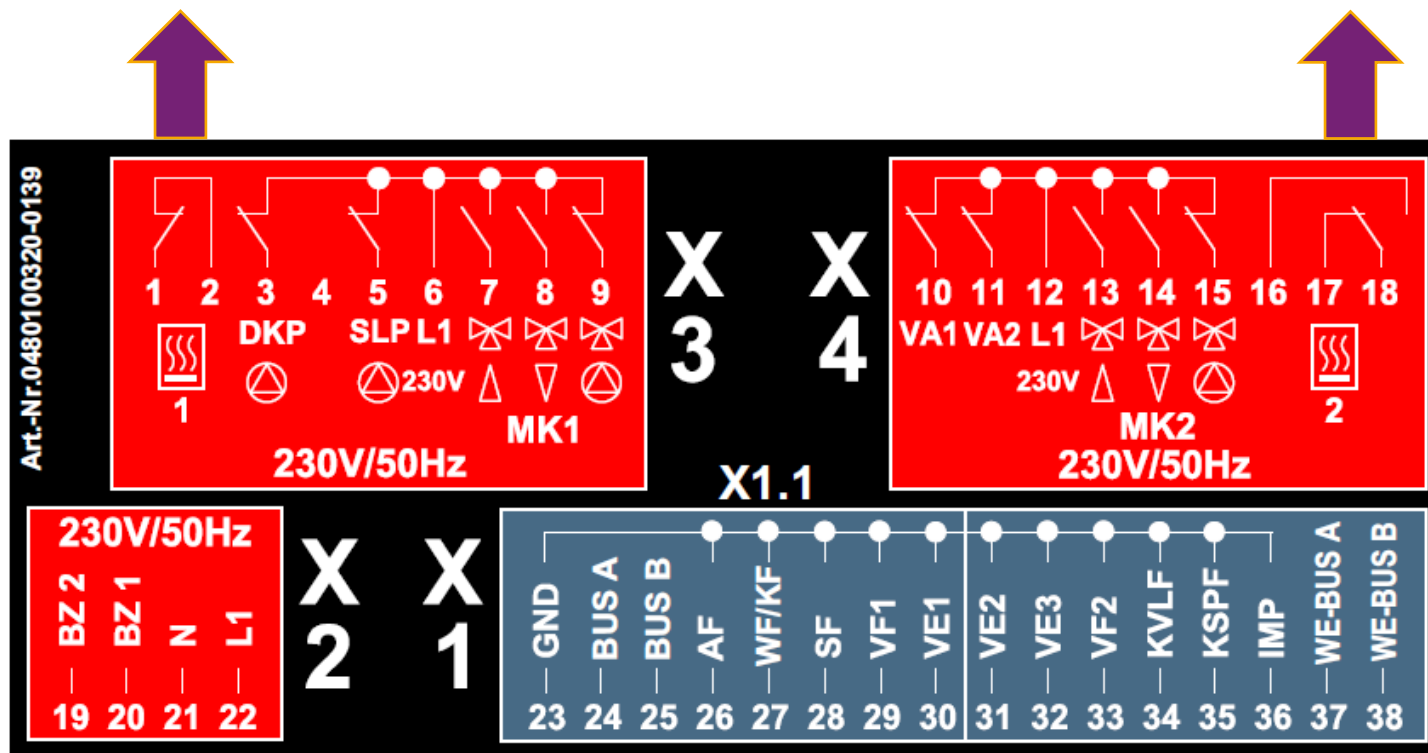 Art.-Nr.0480100320-0139
1 2 3 4 5 6 7 8 9
DKP SLP L1
230V
1
MK1
230V/50Hz
X
3
X
4
10 11 12 13 14 15 16 17 18
VA1 VA2 L1
230V
2
MK2
230V/50Hz
X1.1
230V/50Hz
BZ 2
BZ 1
N
L1
19 20 21 22
X
2
X
1
GND
BUS A
BUS B
AF
WF/KF
SF
VF1
VE1
VE2
VE3
VF2
KVLF
KSPF
IMP
WE-BUS A
WE-BUS B
23 24 25 26 27 28 29 30 31 32 33 34 35 36 37 38